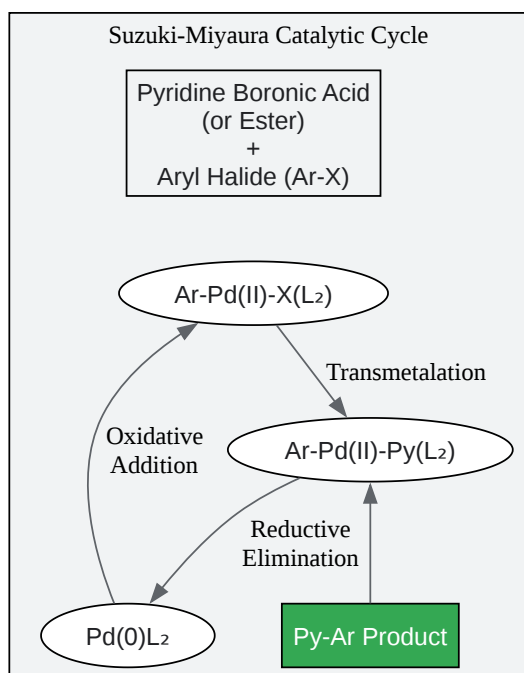 Suzuki-Miyaura Catalytic Cycle
Pyridine Boronic Acid
(or Ester)
+
Aryl Halide (Ar-X)
Ar-Pd(II)-X(L₂)
Transmetalation
Oxidative
Addition
Ar-Pd(II)-Py(L₂)
Reductive
Elimination
Pd(0)L₂
Py-Ar Product